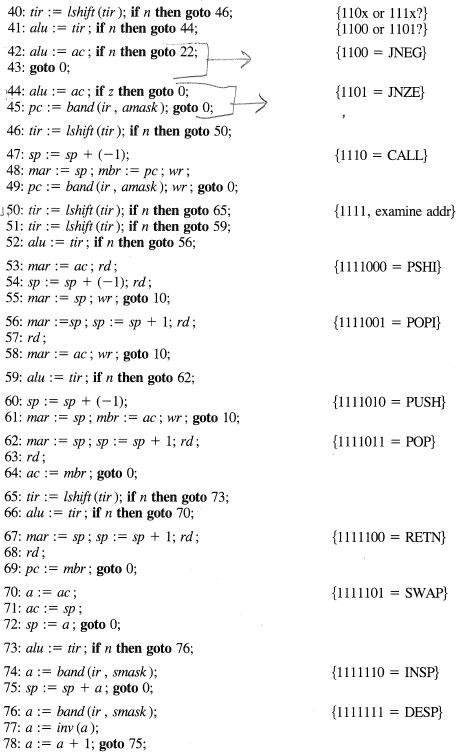 40: tir := lshift (tir); if n then goto 46; {110x or 111x?}
41: alu := tir; if n then goto 44; {1100 or 1101?}
42: alu := ac; if n then goto 22; {1100 = JNEG}
43: goto 0;
44: alu := ac; if z then goto 0; {1101 = JNZE}
45: pc := band (ir , amask); goto 0;
46: tir := lshift (tir); if n then goto 50;
47: sp := sp + (-1); {1110 = CALL}
48: mar := sp ; mbr := pc ; wr;
49: pc := band (ir , amask); wr; goto 0;
50: tir := lshift (tir); if n then goto 65; {1111, examine addr}
51: tir := lshift (tir); if n then goto 59;
52: alu := tir; if n then goto 56;
53: mar := ac ; rd; {1111000 = PSHI}
54: sp := sp + (-1); rd;
55: mar := sp ; wr; goto 10;
56: mar :=sp ; sp := sp + 1; rd; {1111001 = POPI}
57: rd;
58: mar := ac ; wr; goto 10;
59: alu := tir; if n then goto 62;
60: sp := sp + (-1); {1111010 = PUSH}
61: mar := sp ; mbr := ac ; wr; goto 10;
62: mar := sp ; sp := sp + 1; rd; {1111011 = POP}
63: rd;
64: ac := mbr; goto 0;
65: tir := lshift (tir); if n then goto 73;
66: alu := tir; if n then goto 70;
67: mar := sp ; sp := sp + 1; rd; {1111100 = RETN}
68: rd;
69: pc := mbr; goto 0;
70: a := ac; {1111101 = SWAP}
71: ac := sp;
72: sp := a; goto 0;
73: alu := tir; if n then goto 76;
74: a := band (ir , smask); {1111110 = INSP}
75: sp := sp + a; goto 0;
76: a := band (ir , smask); {1111111 = DESP}
77: a := inv (a);
78: a := a + 1; goto 75;